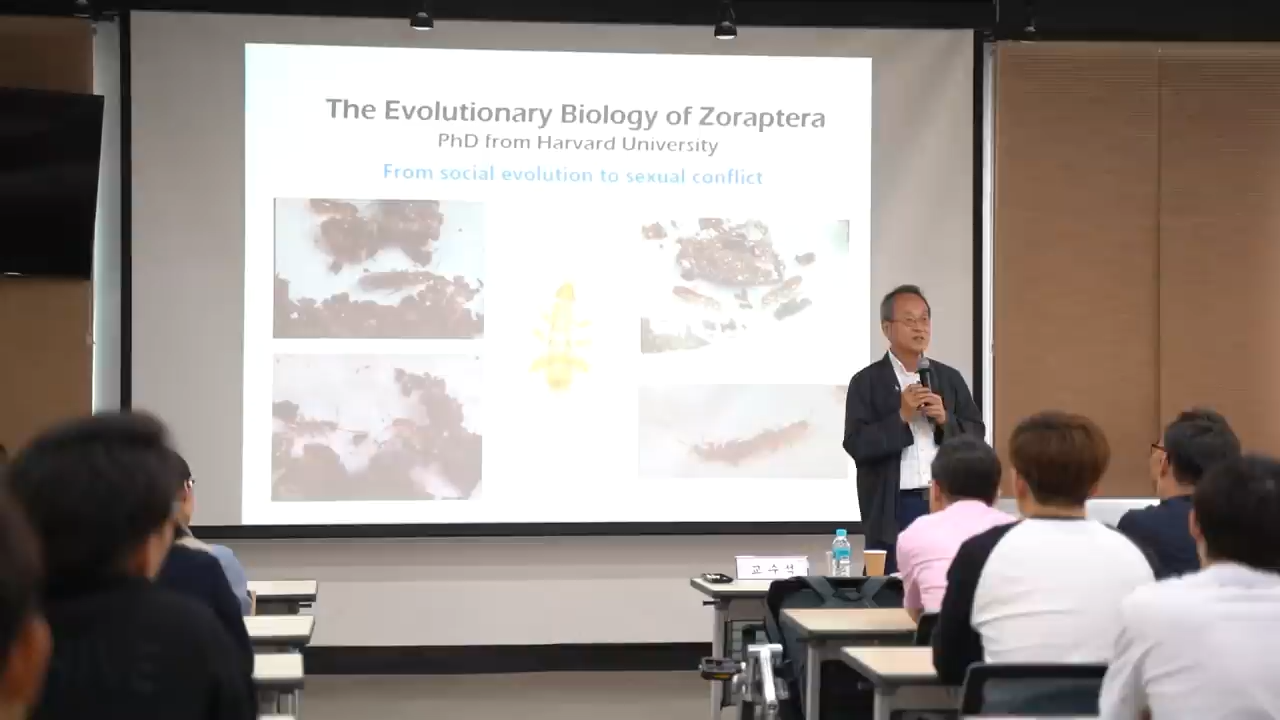 The Evolutionary Biology of Zoraptera
PhD from Harvard University
From social evolution to sexual conflict
교 수 석